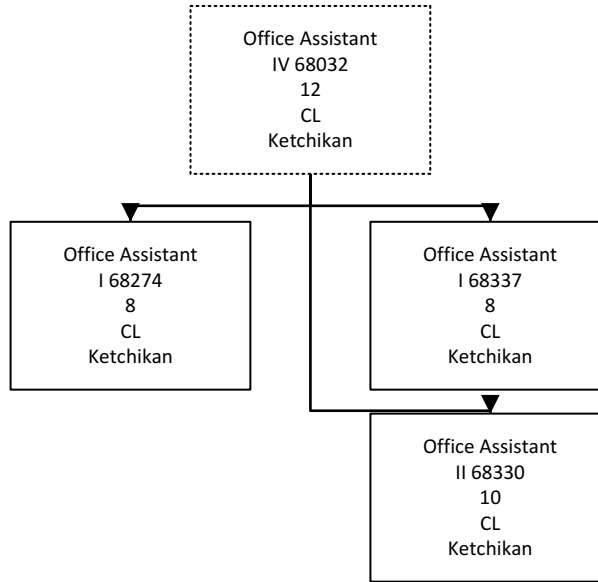 Office Assistant
IV 68032
12
CL
Ketchikan
Office Assistant
I 68274
8
CL
Ketchikan
Office Assistant
I 68337
8
CL
Ketchikan
Office Assistant
II 68330
10
CL
Ketchikan